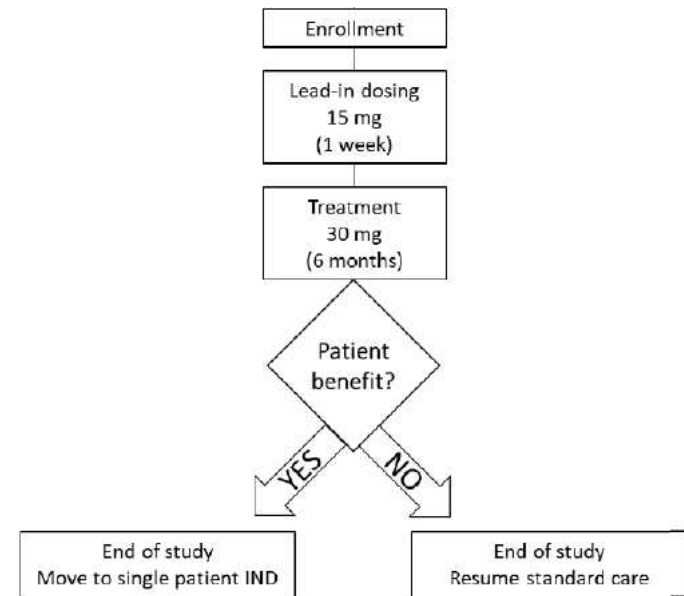 Enrollment
Lead-in dosing
15 mg
(1 week)
Treatment
30 mg
(6 months)
Patient
benefit?
YES
NO
End of study
Move to single patient IND
End of study
Resume standard care